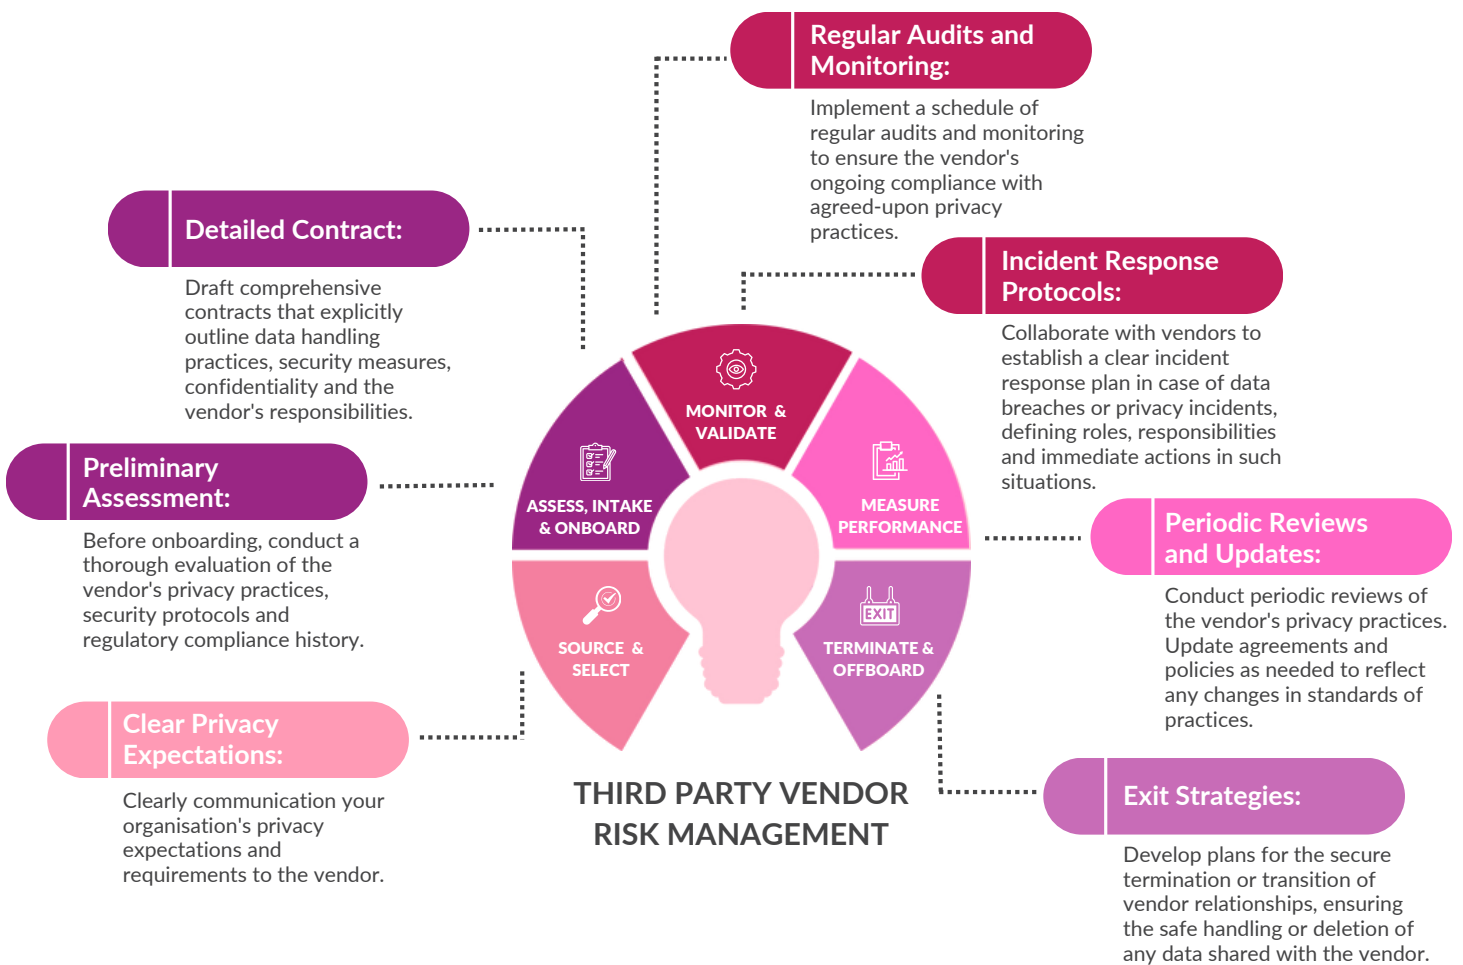 Regular Audits and
Monitoring:
Implement a schedule of
regular audits and monitoring
to ensure the vendor's
ongoing compliance with
agreed-upon privacy
practices.
Detailed Contract:
Draft comprehensive
contracts that explicitly
outline data handling
practices, security measures,
confidentiality and the
vendor's responsibilities.
Incident Response
Protocols:
Collaborate with vendors to
establish a clear incident
response plan in case of data
breaches or privacy incidents,
defining roles, responsibilities
and immediate actions in such
situations.
Preliminary
Assessment:
Before onboarding, conduct a
thorough evaluation of the
vendor's privacy practices,
security protocols and
regulatory compliance history.
Periodic Reviews
and Updates:
Conduct periodic reviews of
the vendor's privacy practices.
Update agreements and
policies as needed to reflect
any changes in standards of
practices.
Clear Privacy
Expectations:
Clearly communication your
organisation's privacy
expectations and
requirements to the vendor.
Exit Strategies:
Develop plans for the secure
termination or transition of
vendor relationships, ensuring
the safe handling or deletion of
any data shared with the vendor.
MONITOR &
VALIDATE
ASSESS, INTAKE
& ONBOARD
MEASURE
PERFORMANCE
SOURCE &
SELECT
EXIT
TERMINATE &
OFFBOARD
THIRD PARTY VENDOR
RISK MANAGEMENT